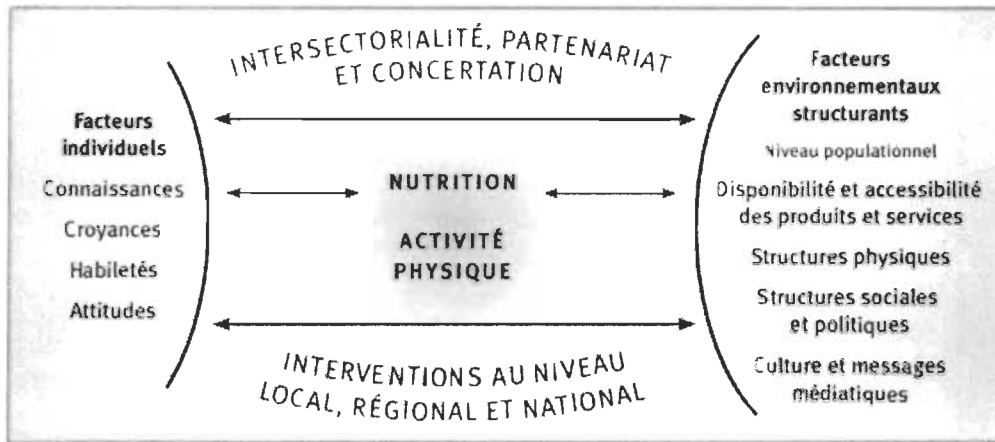 INTERSECTORIALITÉ, PARTENARIAT
ET CONCERTATION
Facteurs
individuels
Connaissances
Croyances
Habiletés
Attitudes
NUTRITION
ACTIVITÉ
PHYSIQUE
INTERVENTIONS AU NIVEAU
LOCAL, RÉGIONAL ET NATIONAL
Facteurs
environnementaux
structurants
Niveau populationnel
Disponibilité et accessibilité
des produits et services
Structures physiques
Structures sociales
et politiques
Culture et messages
médiatiques